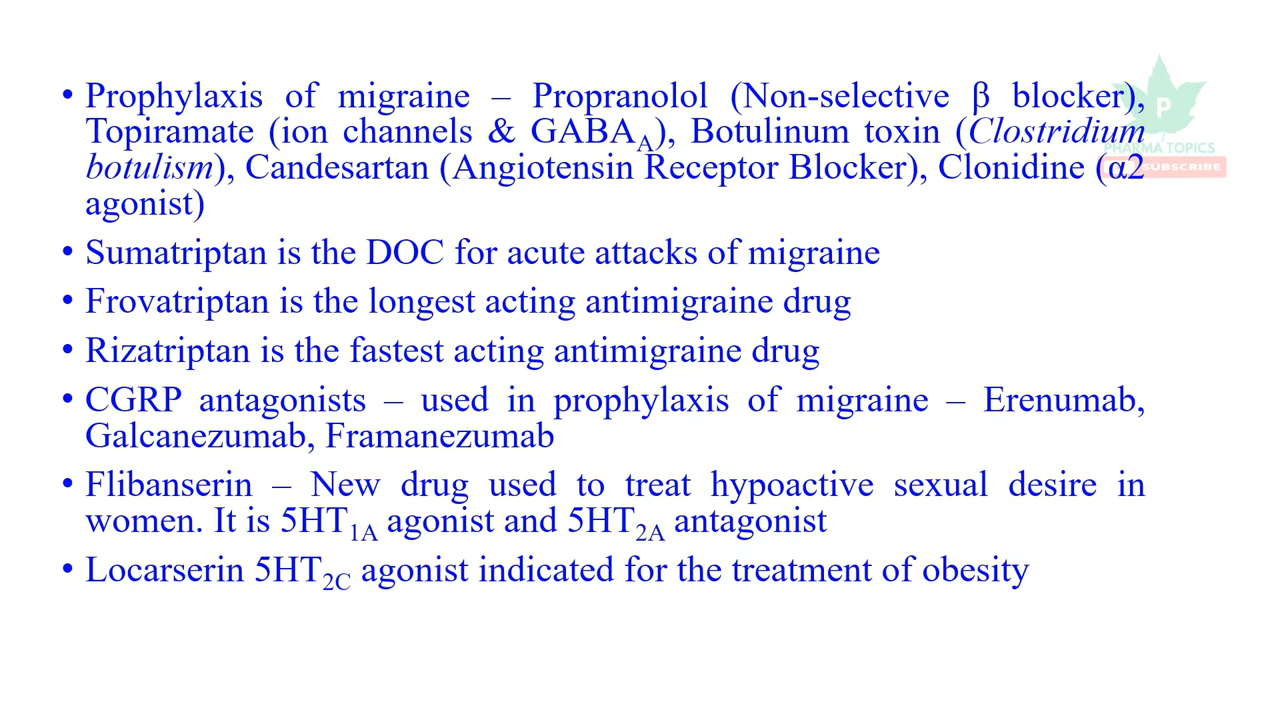 • Prophylaxis of migraine – Propranolol (Non-selective β blocker),
Topiramate (ion channels & GABAA), Botulinum toxin (Clostridium
botulism), Candesartan (Angiotensin Receptor Blocker), Clonidine (α2
agonist)
• Sumatriptan is the DOC for acute attacks of migraine
• Frovatriptan is the longest acting antimigraine drug
• Rizatriptan is the fastest acting antimigraine drug
• CGRP antagonists – used in prophylaxis of migraine – Erenumab,
Galcanezumab, Framanezumab
• Flibanserin – New drug used to treat hypoactive sexual desire in
women. It is 5HT1A agonist and 5HT2A antagonist
• Locarserin 5HT2C agonist indicated for the treatment of obesity
P
PHARMA TOPICS
SUBSCRIBE